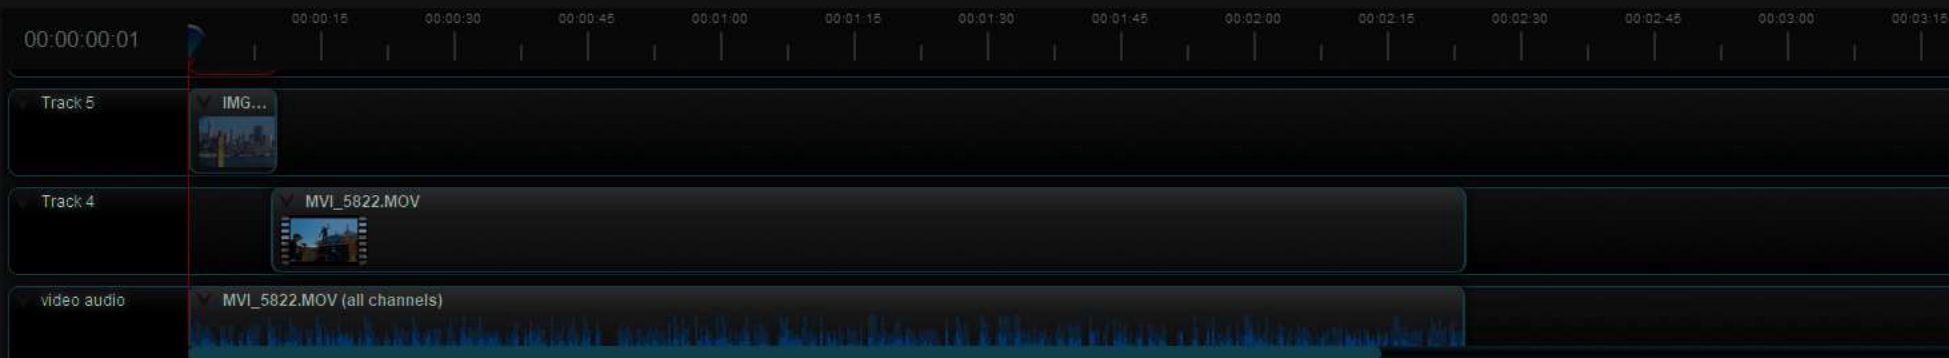 00:00:15 00:00:30 00:00:45 00:01:00 00:01:15 00:01:30 00:01:45 00:02:00 00:02:15 00:02:30 00:02:45 00:03:00 00:03:15
00:00:00:01
Track 5 IMG...
Track 4 MVI_5822.MOV
video audio MVI_5822.MOV (all channels)